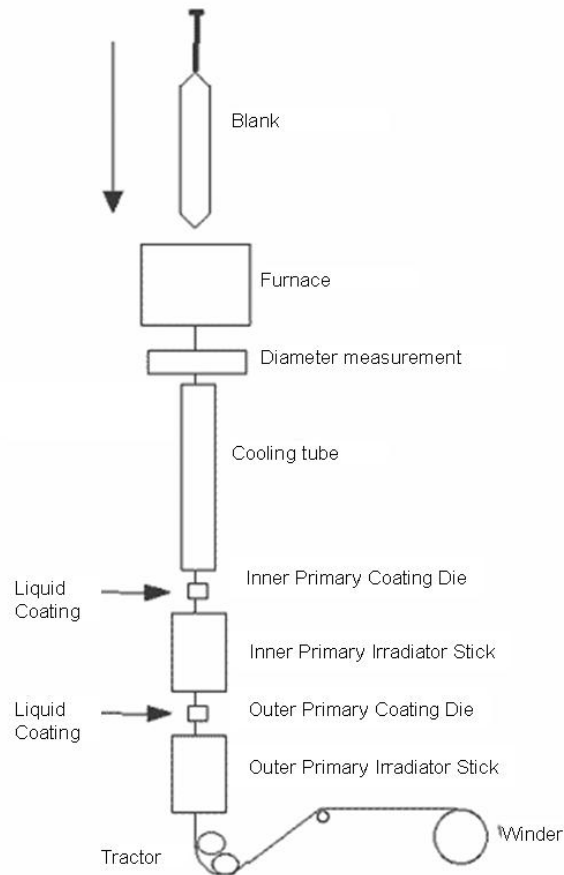 Blank
Furnace
Diameter measurement
Cooling tube
Inner Primary Coating Die
Liquid
Coating
Inner Primary Irradiator Stick
Liquid
Coating
Outer Primary Coating Die
Outer Primary Irradiator Stick
Winder
Tractor